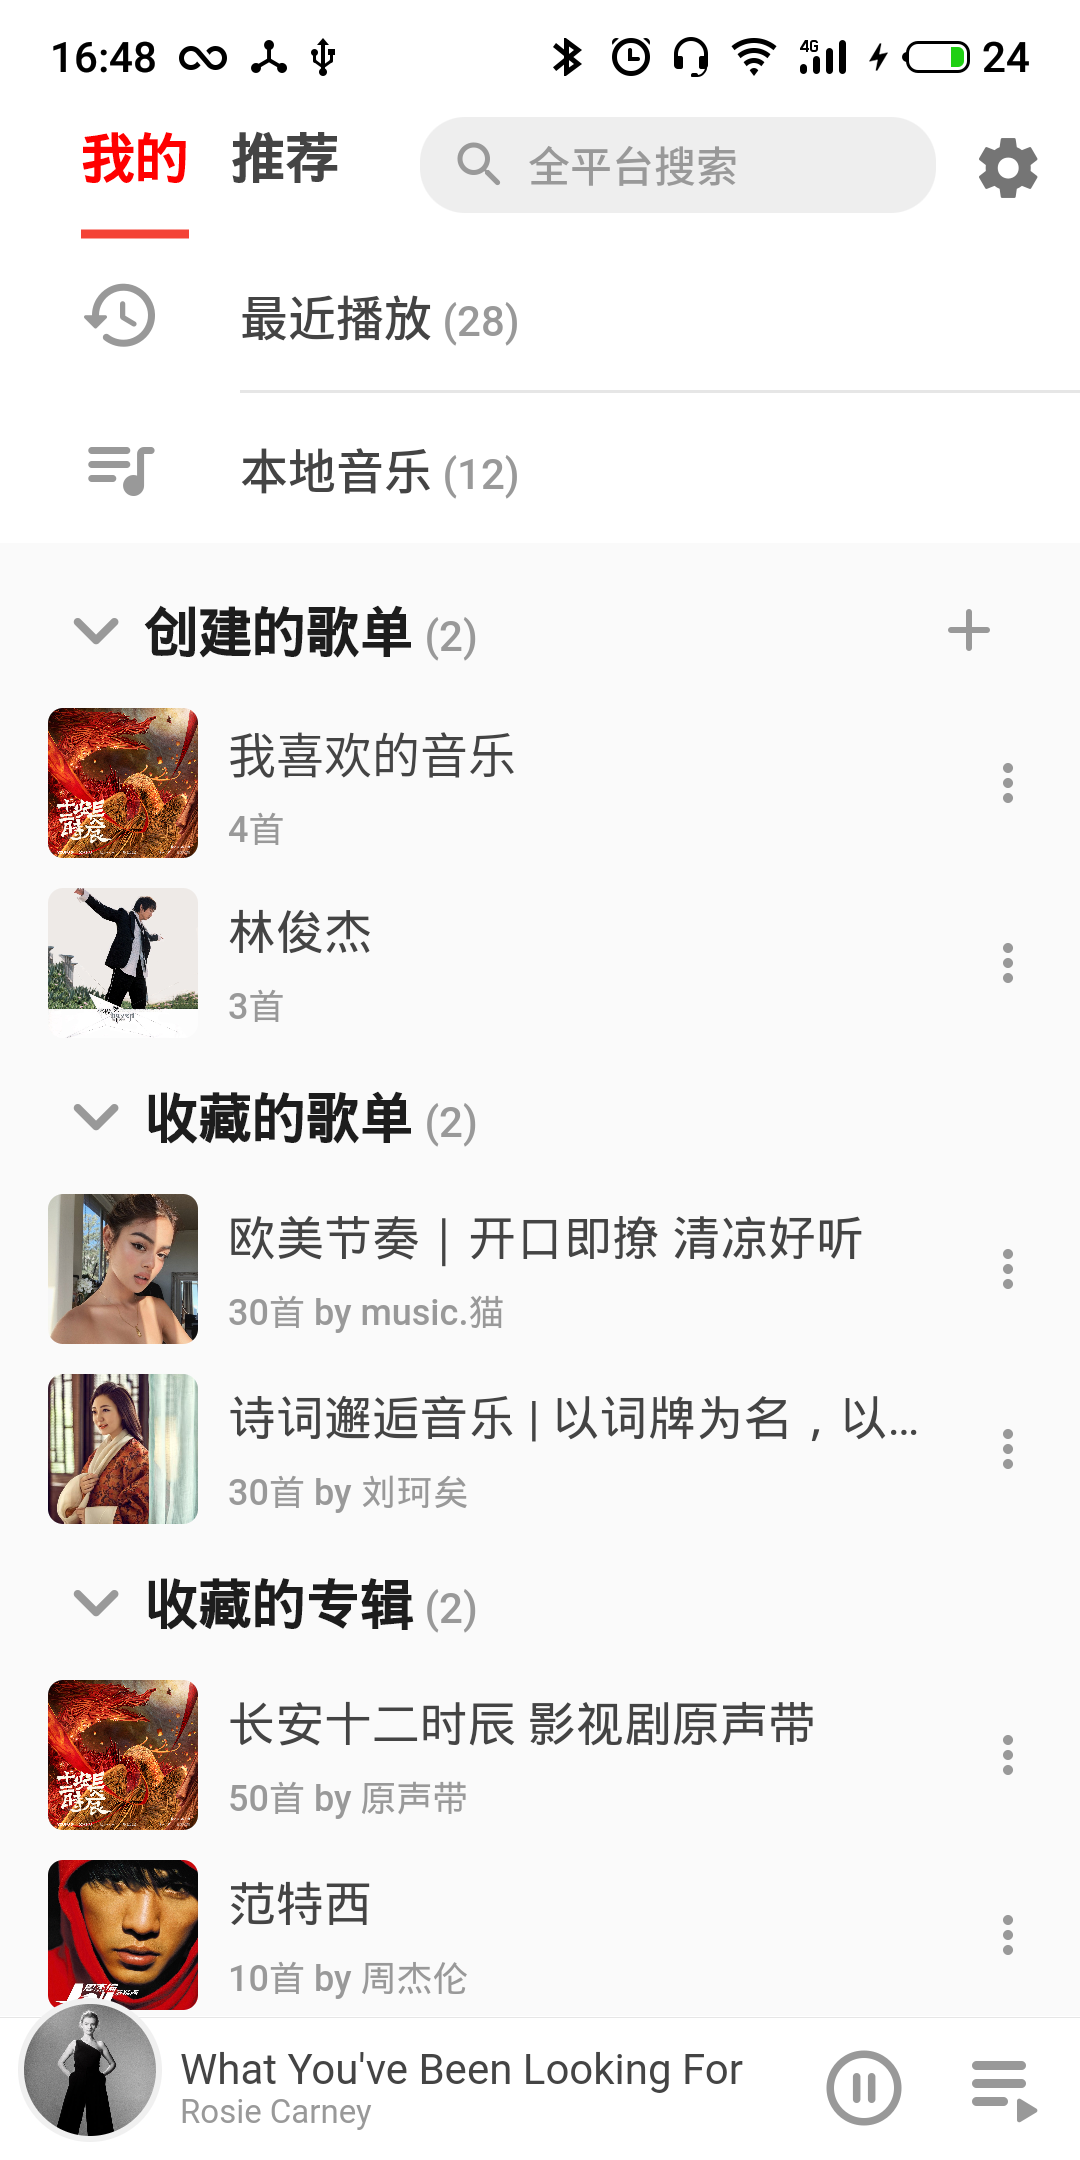 16:48 4G 24
我的 推荐 全平台搜索
最近播放 (28)
本地音乐 (12)
创建的歌单 (2)
我喜欢的音乐
4首
林俊杰
3首
收藏的歌单 (2)
欧美节奏 | 开口即撩 清凉好听
30首 by music.猫
诗词邂逅音乐 | 以词牌为名，以...
30首 by 刘珂矣
收藏的专辑 (2)
长安十二时辰 影视剧原声带
50首 by 原声带
范特西
10首 by 周杰伦
What You've Been Looking For
Rosie Carney